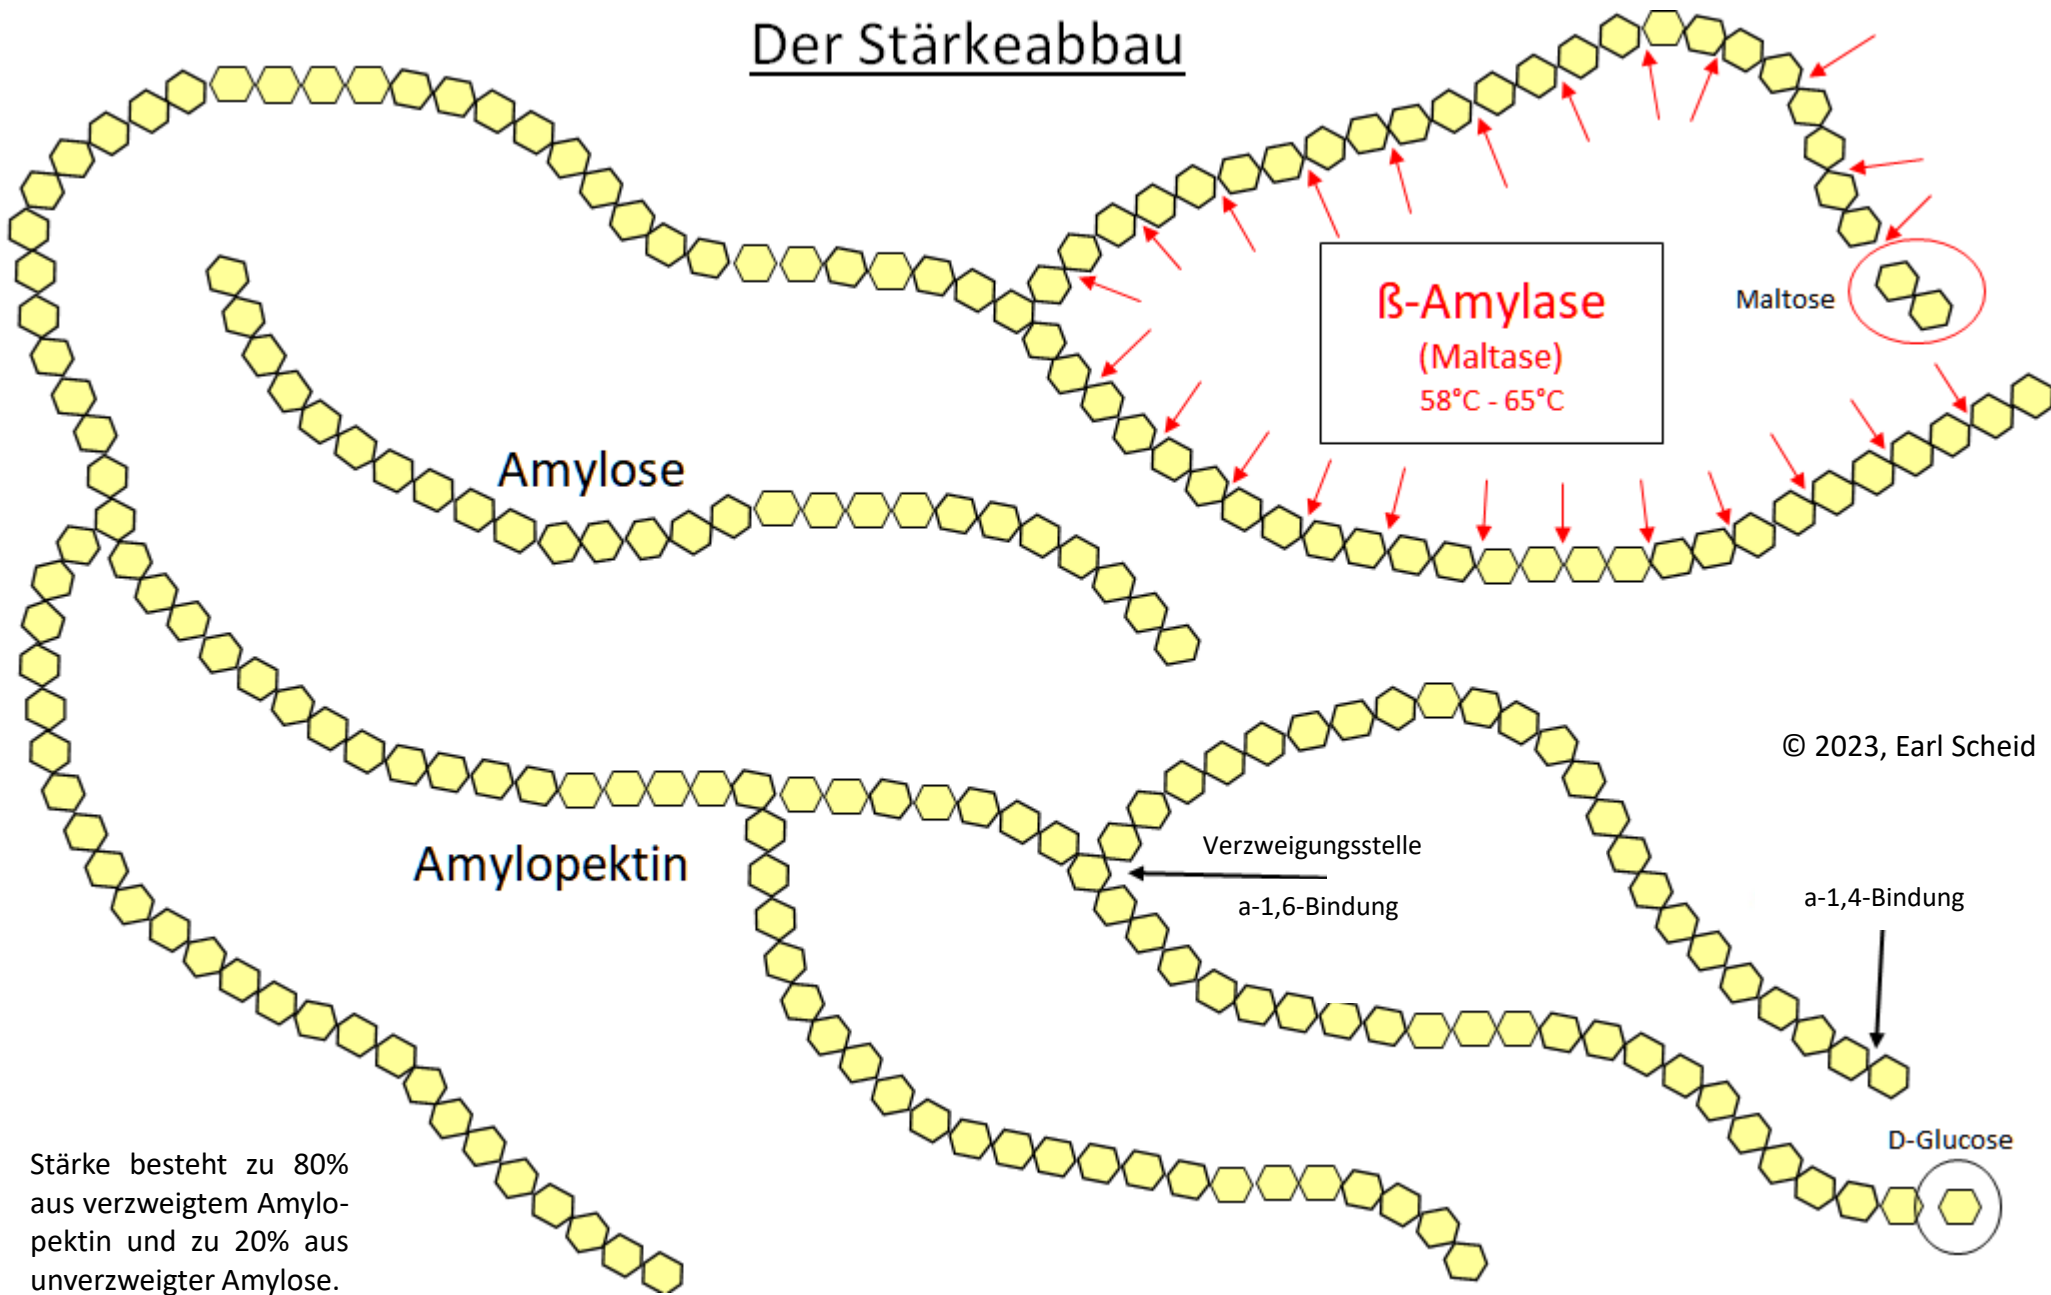 Der Stärkeabbau
ß-Amylase
(Maltase)
58°C - 65°C
Maltose
Amylose
© 2023, Earl Scheid
Amylopektin
Verzweigungsstelle
a-1,6-Bindung
a-1,4-Bindung
D-Glucose
Stärke besteht zu 80%
aus verzweigtem Amylo-
pektin und zu 20% aus
unverzweigter Amylose.